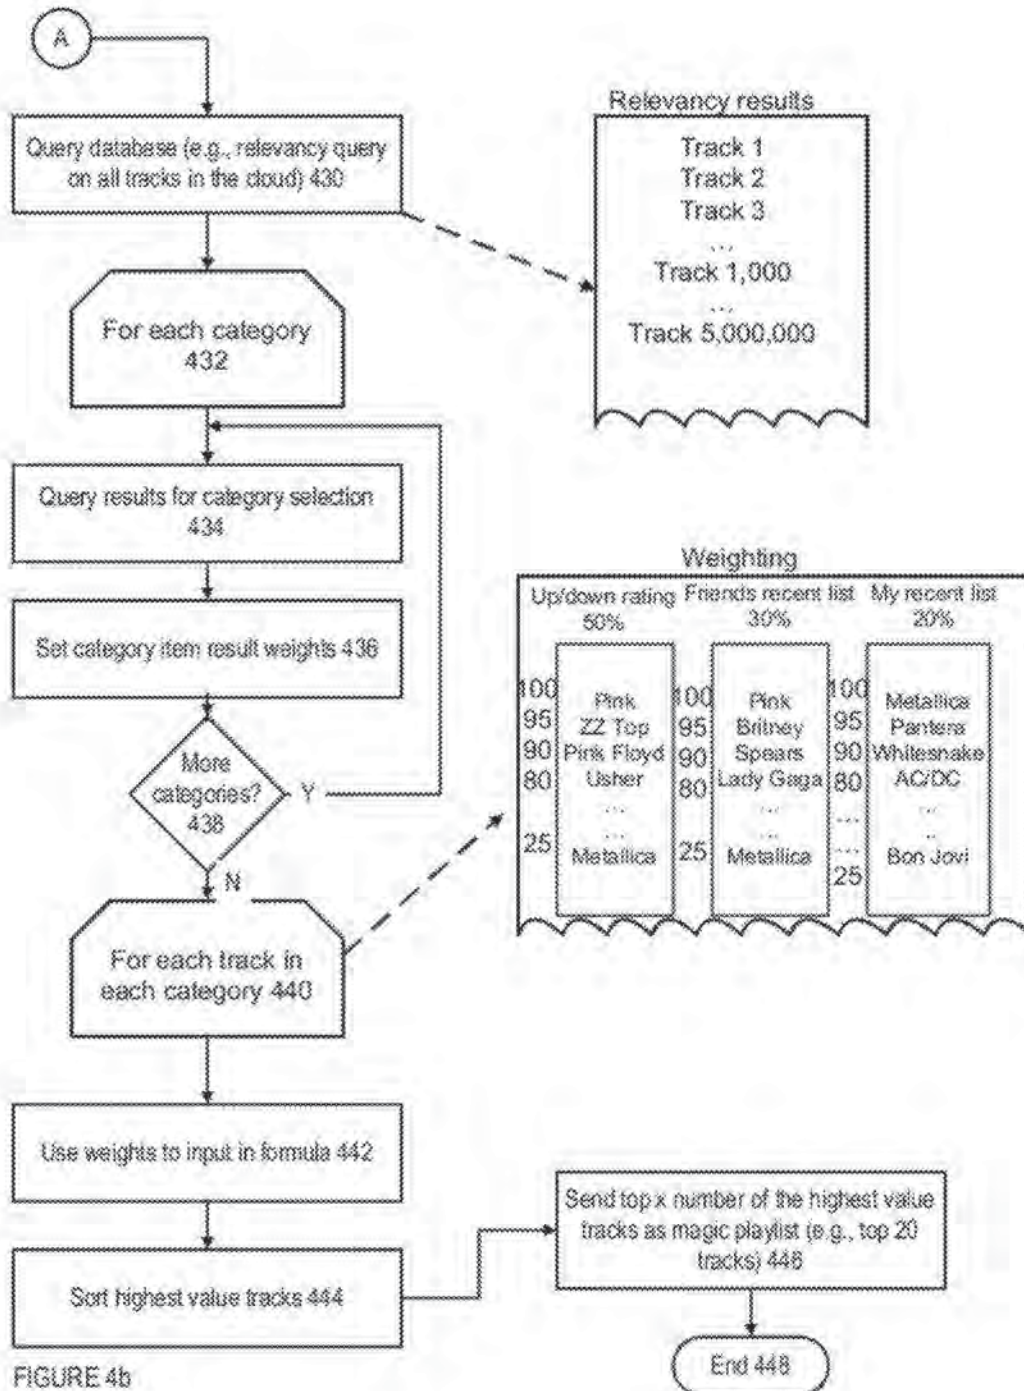 A
Query database (e.g., relevancy query
on all tracks in the cloud) 430
Relevancy results
Track 1
Track 2
Track 3
...
Track 1,000
...
Track 5,000,000
For each category
432
Query results for category selection
434
Set category item result weights 436
More
categories?
438
Y
N
Weighting
Up/down rating
50%
Friends recent list
30%
My recent list
20%
100
95
90
80
25
Pink
ZZ Top
Pink Floyd
Usher
...
...
Metallica
100
95
90
80
25
Pink
Britney
Spears
Lady Gaga
...
...
Metallica
100
95
90
80
...
...
25
Metallica
Pantera
Whitesnake
AC/DC
...
..
Bon Jovi
For each track in
each category 440
Use weights to input in formula 442
Sort highest value tracks 444
Send top x number of the highest value
tracks as magic playlist (e.g., top 20
tracks) 446
End 448
FIGURE 4b